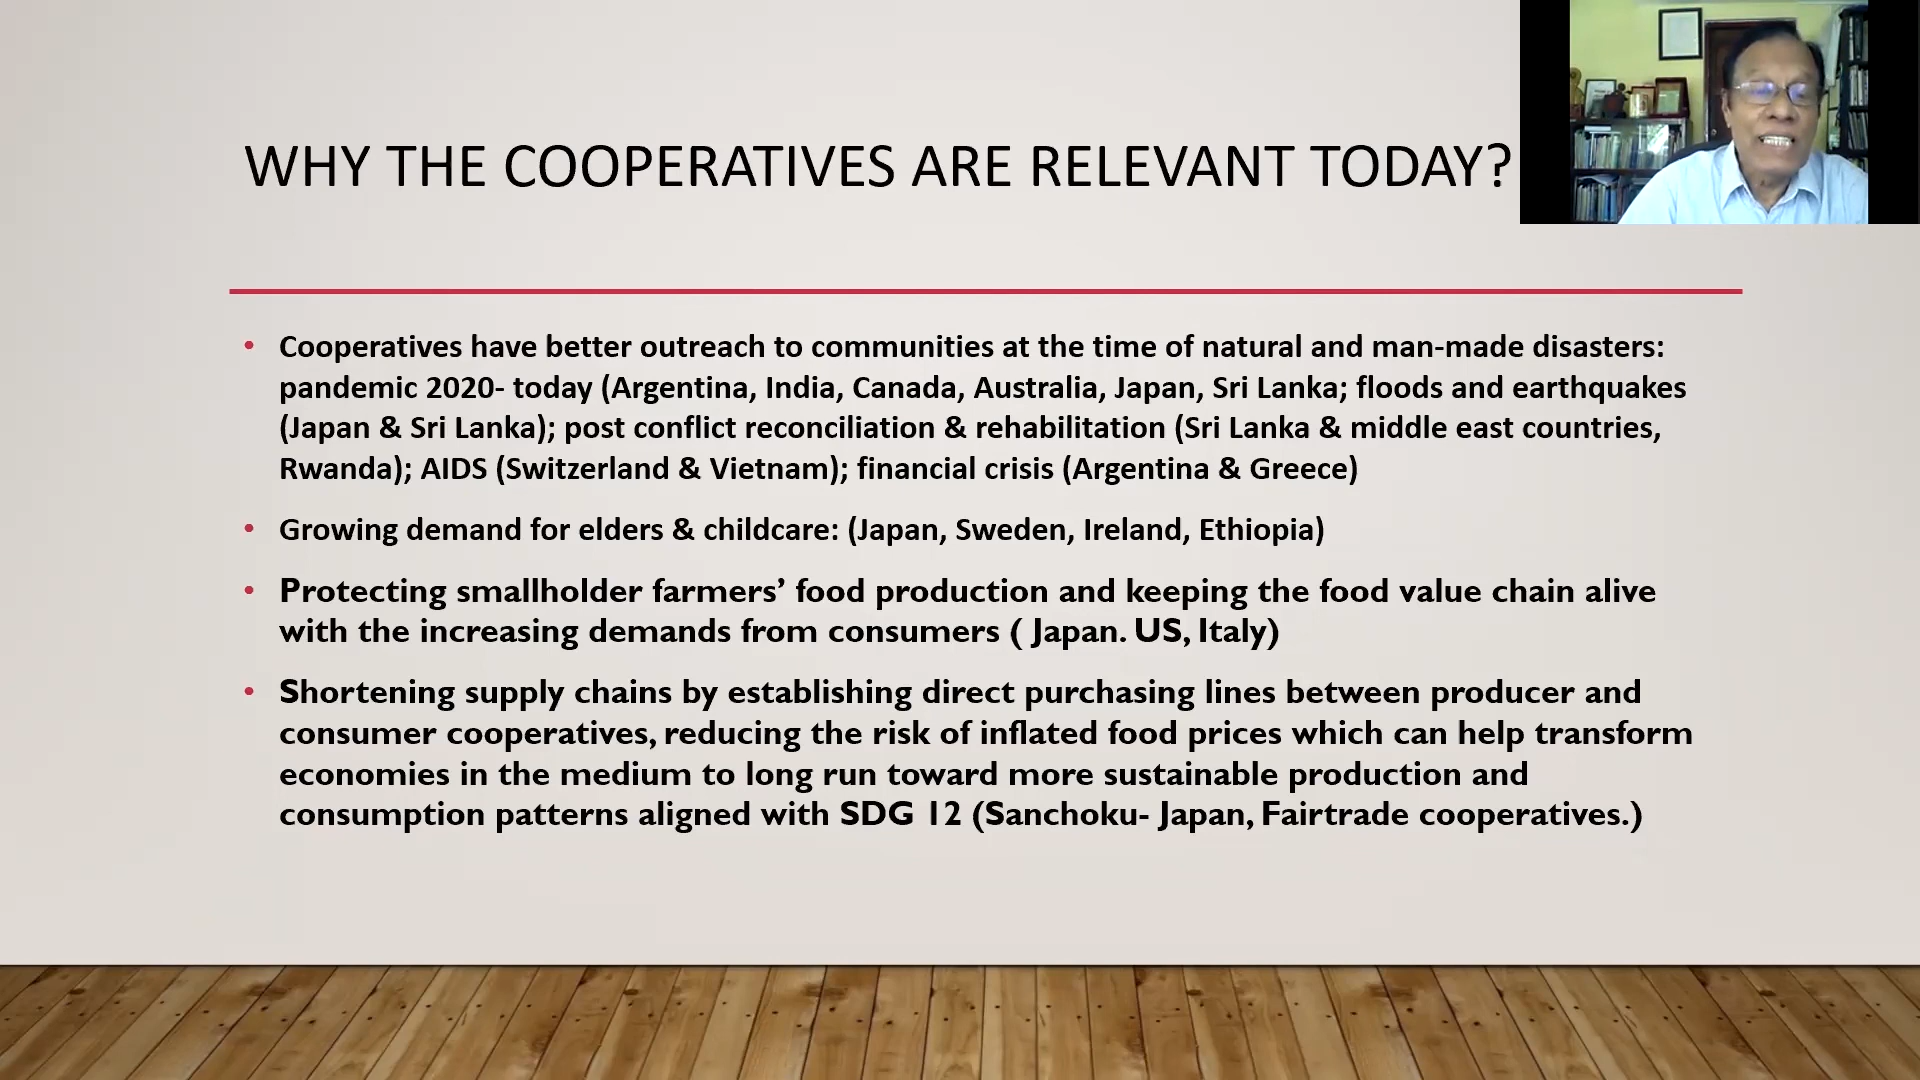 WHY THE COOPERATIVES ARE RELEVANT TODAY?
• Cooperatives have better outreach to communities at the time of natural and man-made disasters:
pandemic 2020- today (Argentina, India, Canada, Australia, Japan, Sri Lanka; floods and earthquakes
(Japan & Sri Lanka); post conflict reconciliation & rehabilitation (Sri Lanka & middle east countries,
Rwanda); AIDS (Switzerland & Vietnam); financial crisis (Argentina & Greece)
• Growing demand for elders & childcare: (Japan, Sweden, Ireland, Ethiopia)
• Protecting smallholder farmers’ food production and keeping the food value chain alive
with the increasing demands from consumers ( Japan. US, Italy)
• Shortening supply chains by establishing direct purchasing lines between producer and
consumer cooperatives, reducing the risk of inflated food prices which can help transform
economies in the medium to long run toward more sustainable production and
consumption patterns aligned with SDG 12 (Sanchoku- Japan, Fairtrade cooperatives.)